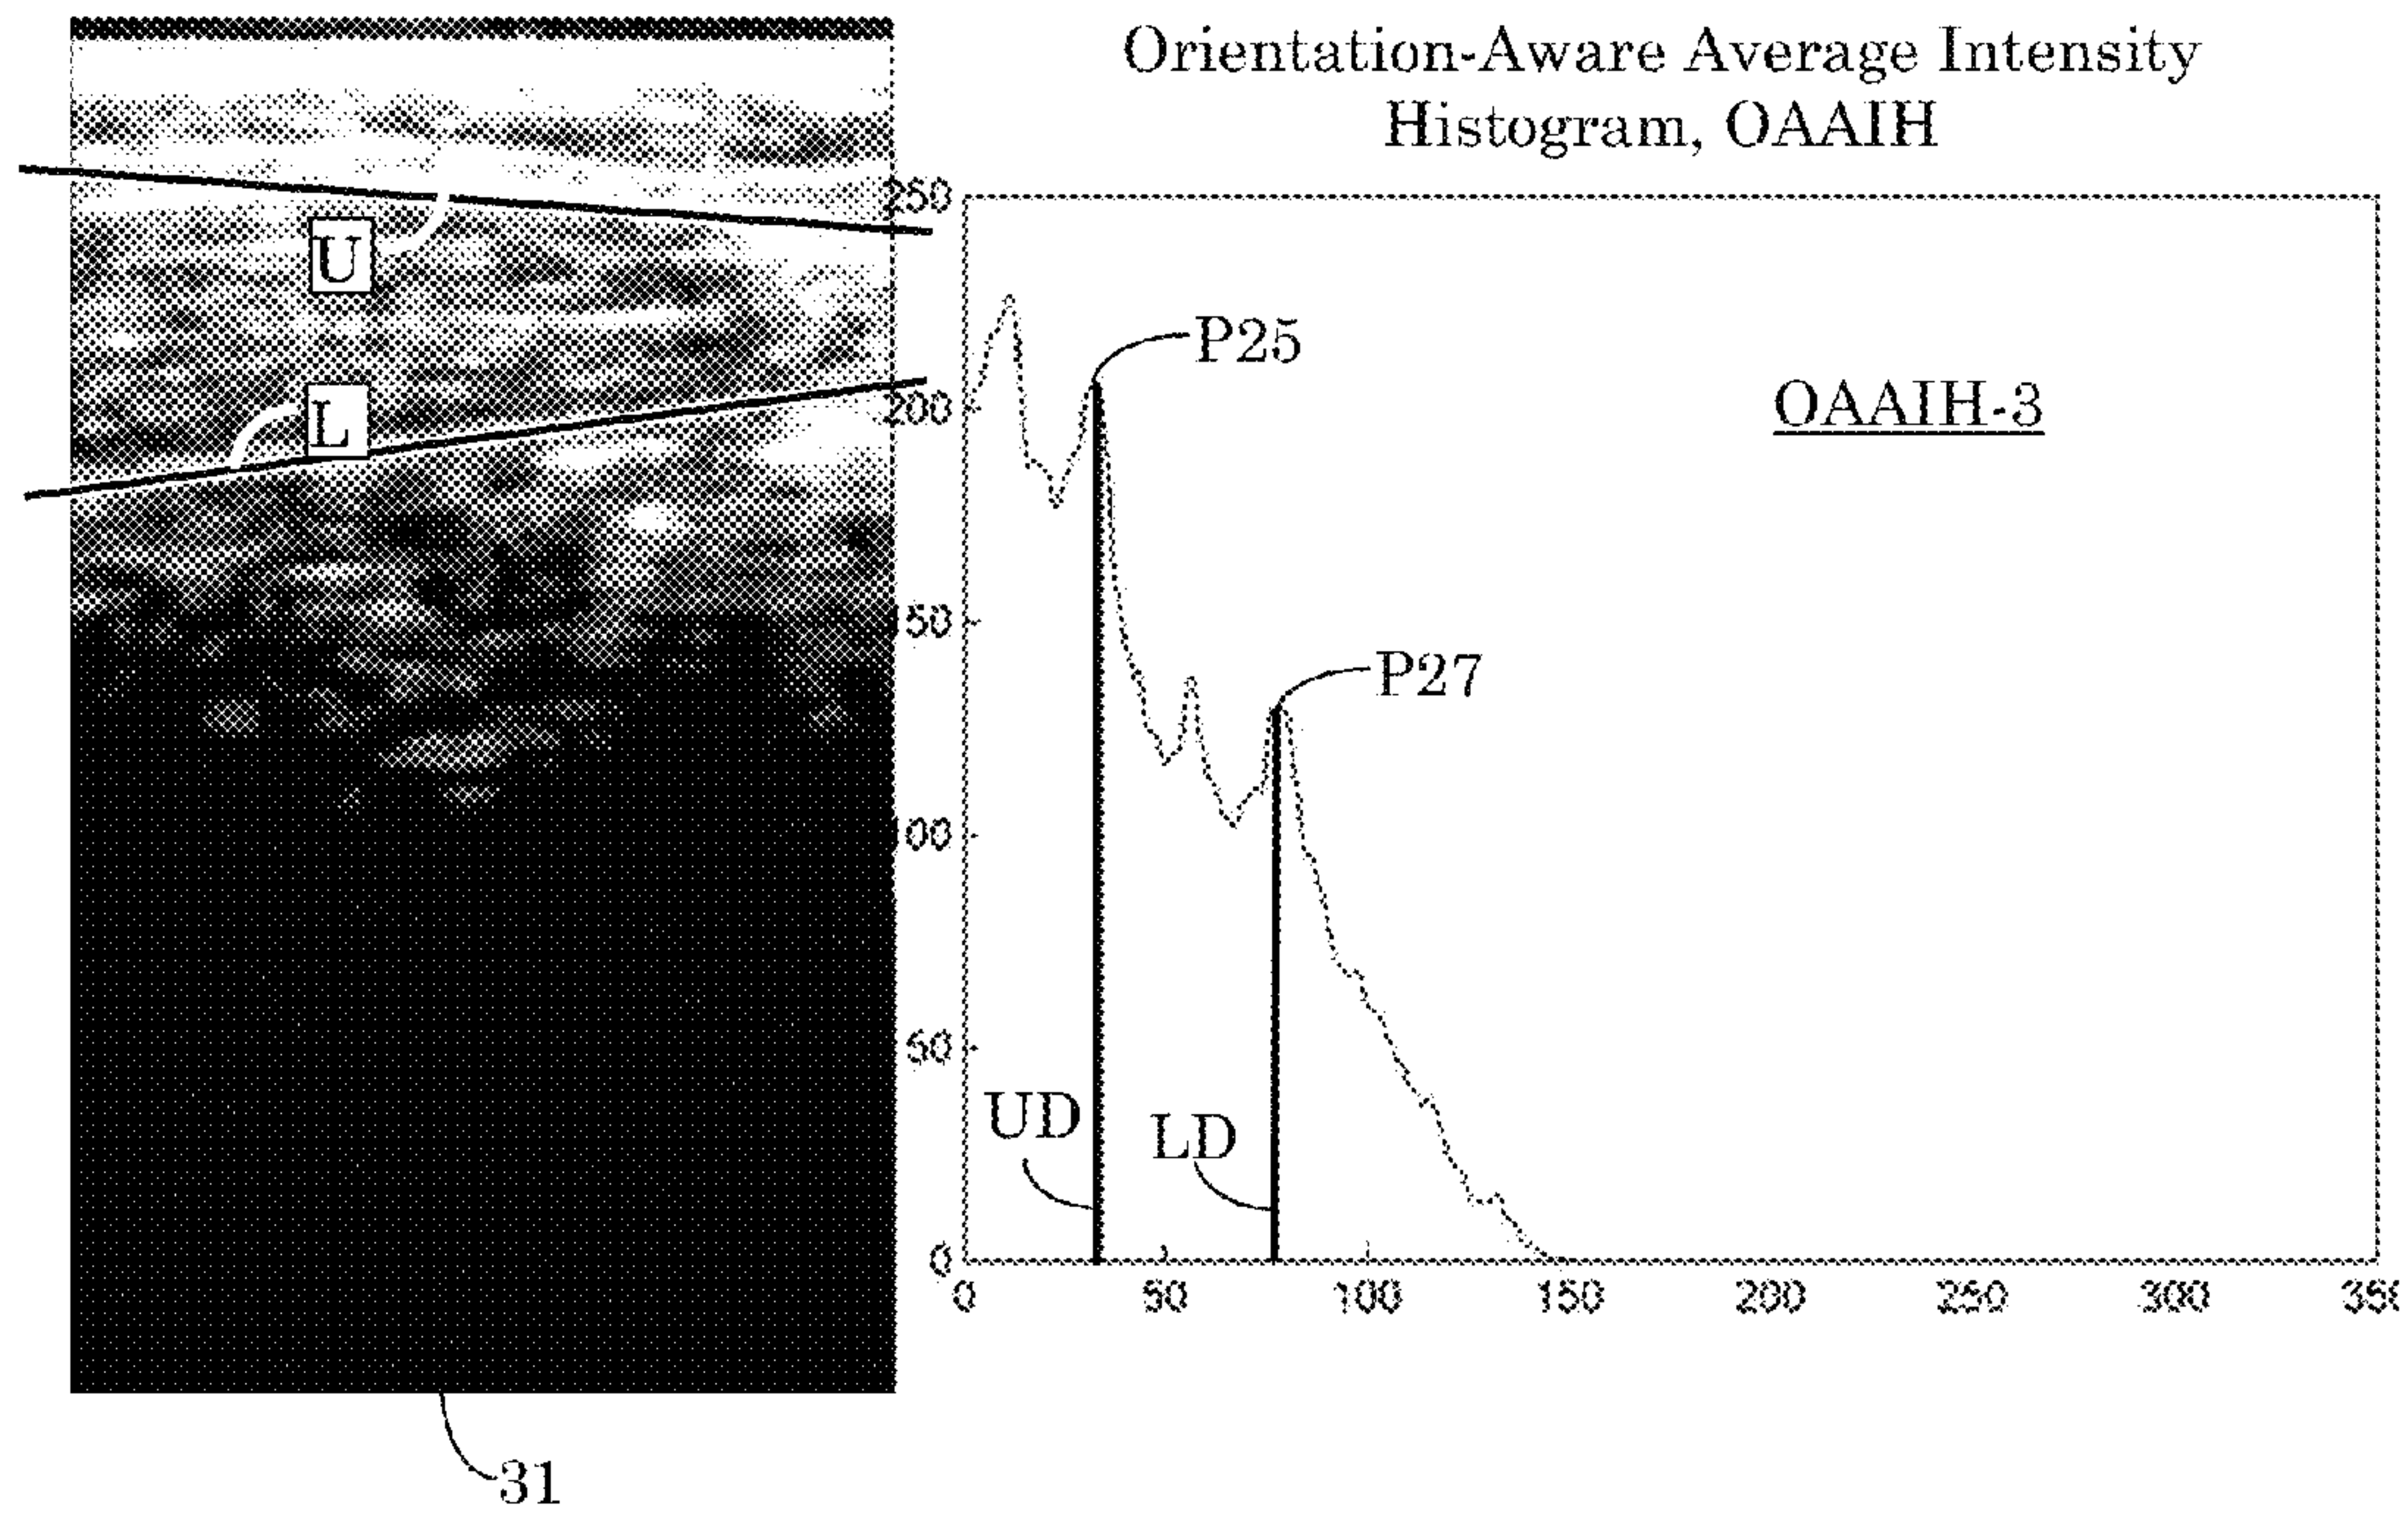 Orientation-Aware Average Intensity
Histogram, OAAIH
U
L
250
200
150
100
50
0
P25
P27
OAAIH-3
UD
LD
0 50 100 150 200 250 300 350
31